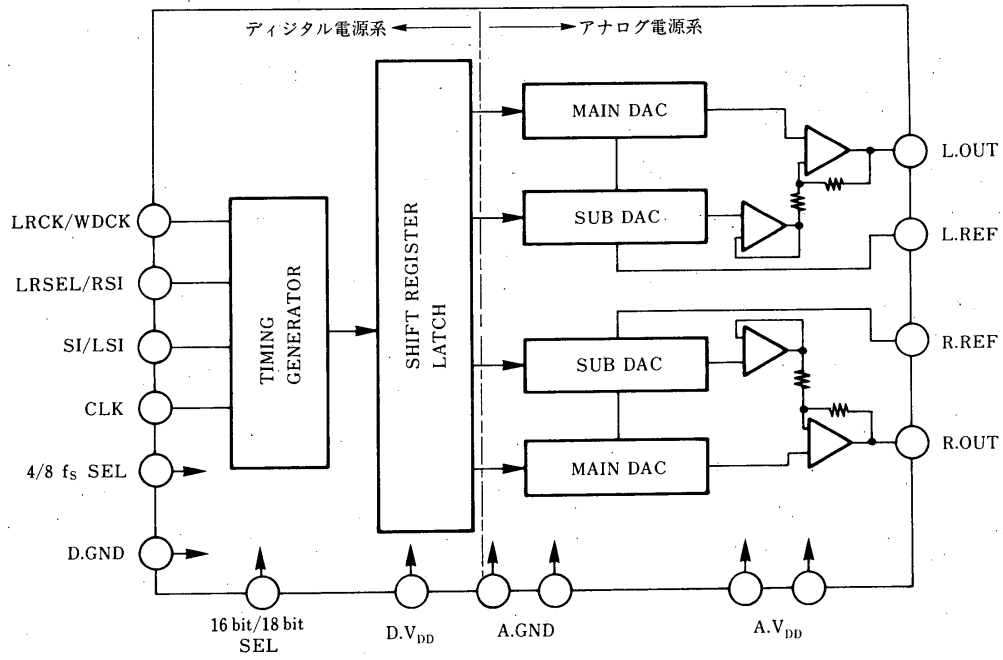 ディジタル電源系
アナログ電源系
MAIN DAC
L.OUT
LRCK/WDCK
SUB DAC
L.REF
LRSEL/RSI
TIMING
GENERATOR
SHIFT REGISTER
LATCH
SI/LSI
R.REF
SUB DAC
CLK
R.OUT
4/8 fS SEL
MAIN DAC
D.GND
16 bit/18 bit
SEL
D.VDD
A.GND
A.VDD